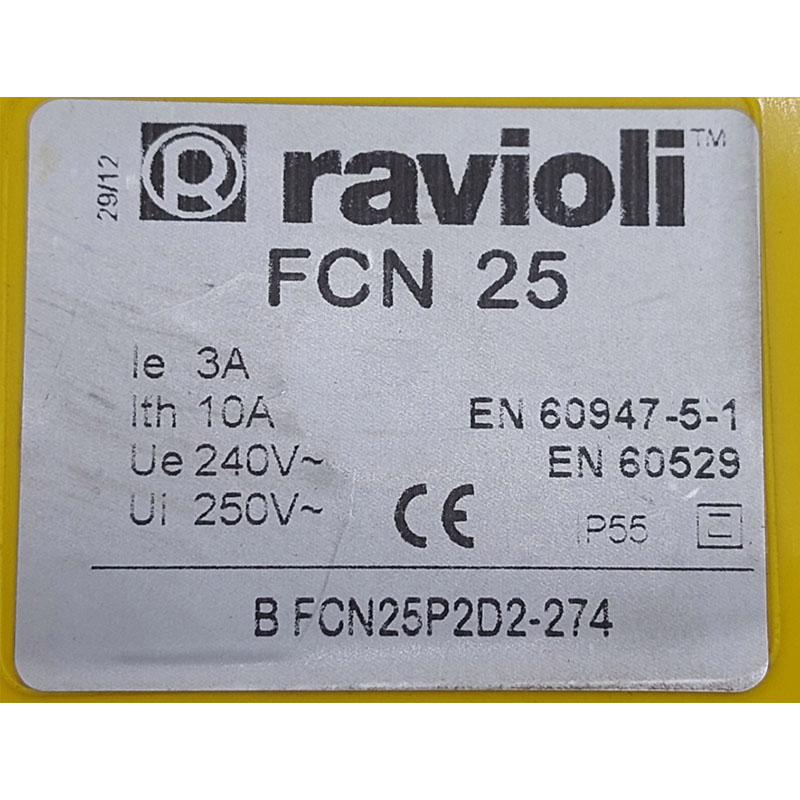 29/12
R ravioli™
FCN 25
Ie 3A
Ith 10A
EN 60947-5-1
Ue 240V~
EN 60529
Ui 250V~
CE IP55
B FCN25P2D2-274